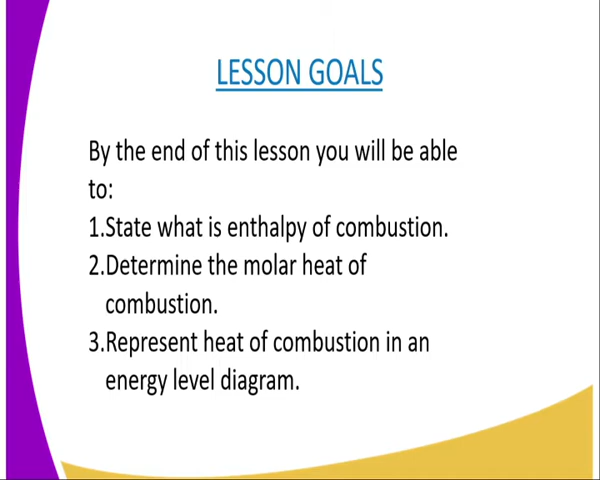 LESSON GOALS
By the end of this lesson you will be able
to:
1.State what is enthalpy of combustion.
2.Determine the molar heat of
combustion.
3.Represent heat of combustion in an
energy level diagram.